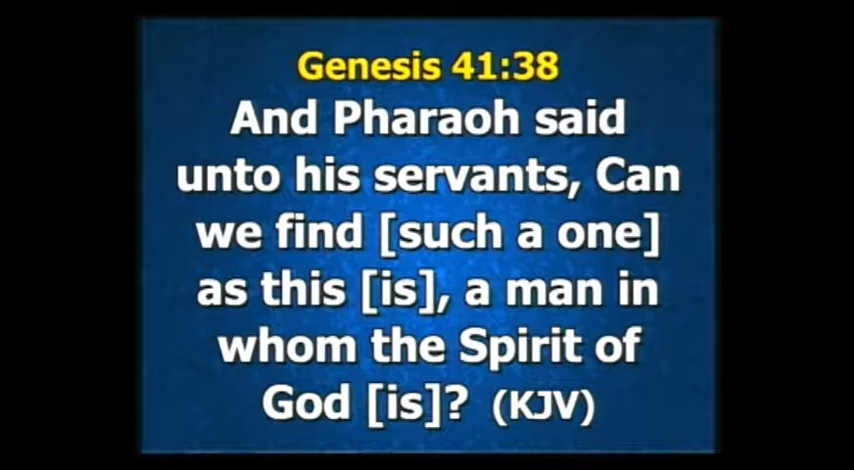 Genesis 41:38
And Pharaoh said
unto his servants, Can
we find [such a one]
as this [is], a man in
whom the Spirit of
God [is]? (KJV)